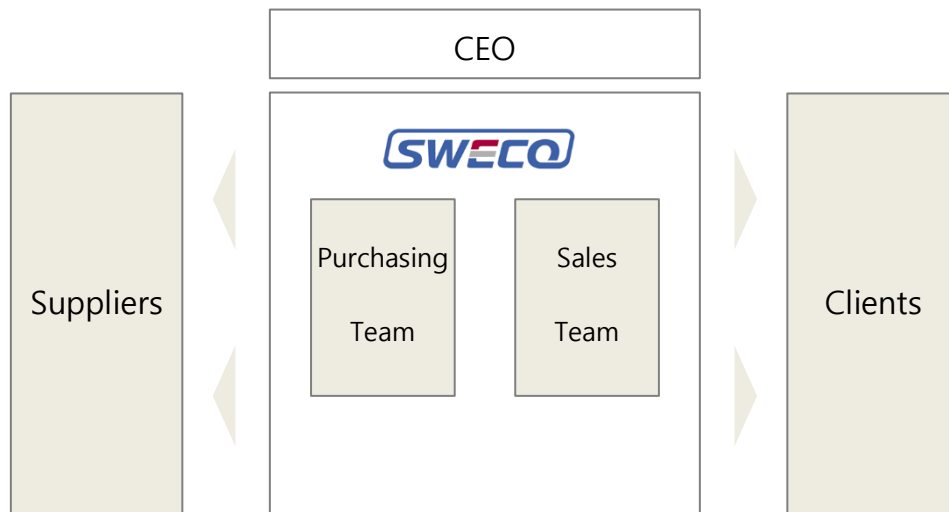 CEO
SWECO
Purchasing
Team
Sales
Team
Suppliers
Clients